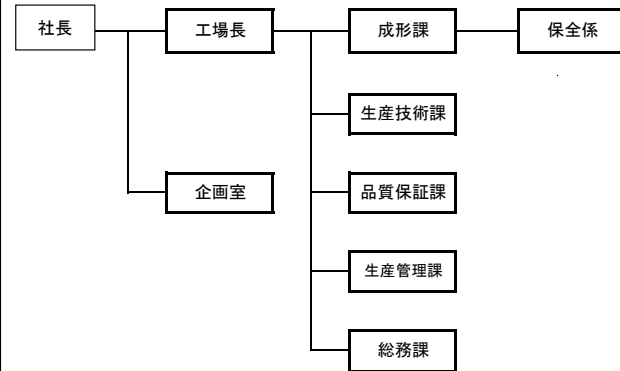 社長
工場長
成形課
保全係
生産技術課
企画室
品質保証課
生産管理課
総務課